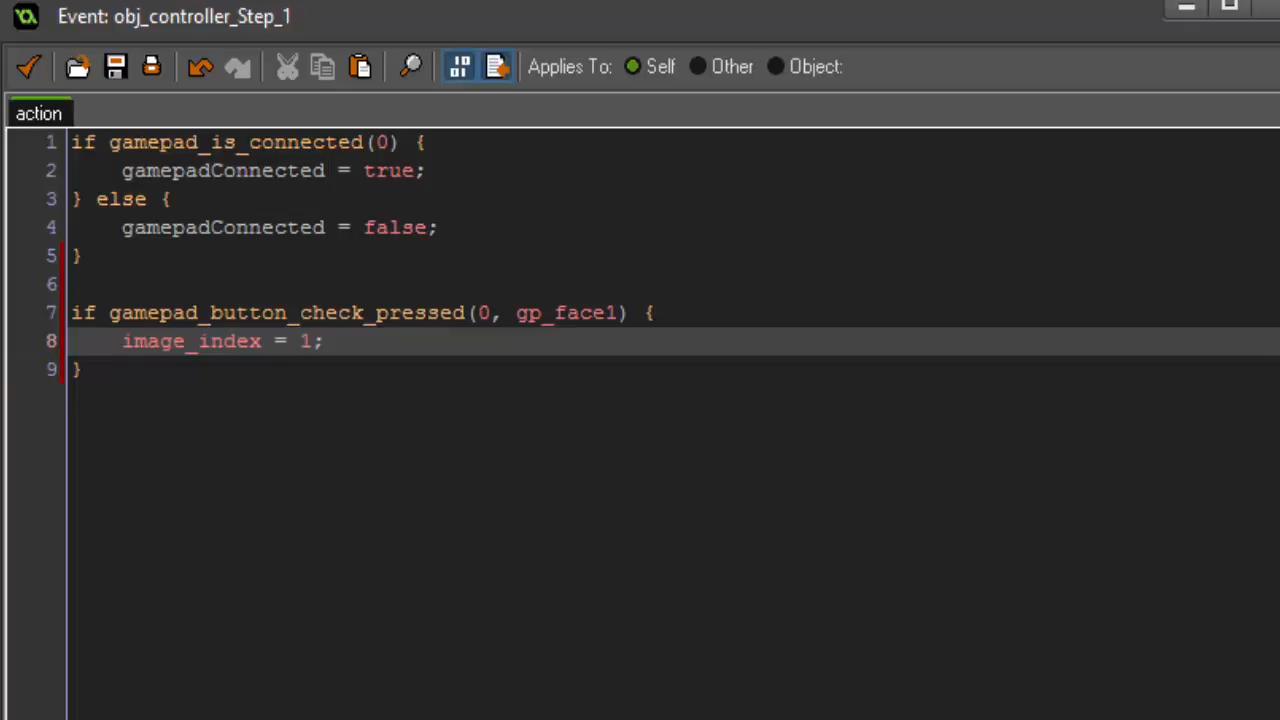 Event: obj_controller_Step_1
Applies To: Self Other Object:
action
1 if gamepad_is_connected(0) {
2 gamepadConnected = true;
3 } else {
4 gamepadConnected = false;
5 }
6
7 if gamepad_button_check_pressed(0, gp_face1) {
8 image_index = 1;
9 }